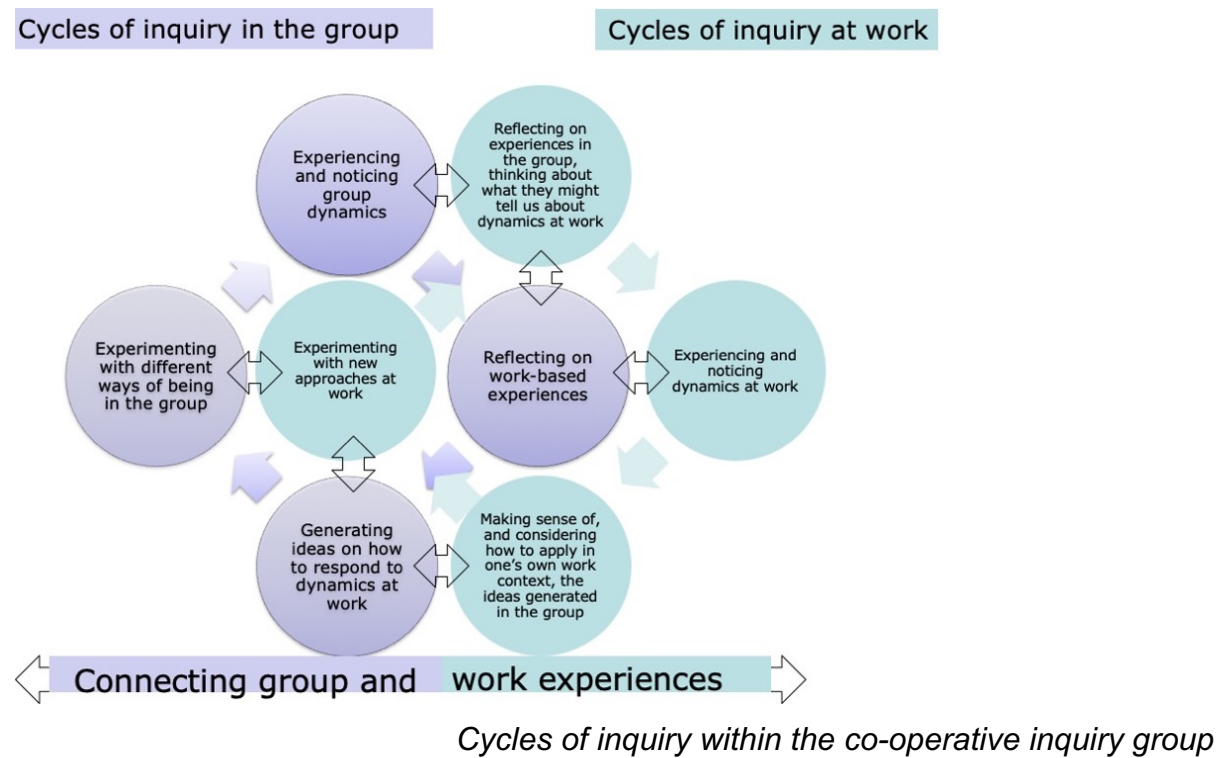 Cycles of inquiry in the group
Cycles of inquiry at work
Experiencing
and noticing
group
dynamics
Reflecting on
experiences in
the group,
thinking about
what they might
tell us about
dynamics at work
Experimenting
with different
ways of being
in the group
Experimenting
with new
approaches at
work
Reflecting on
work-based
experiences
Experiencing and
noticing
dynamics at work
Generating
ideas on how
to respond to
dynamics at
work
Making sense of,
and considering
how to apply in
one's own work
context, the
ideas generated
in the group
Connecting group and work experiences
Cycles of inquiry within the co-operative inquiry group